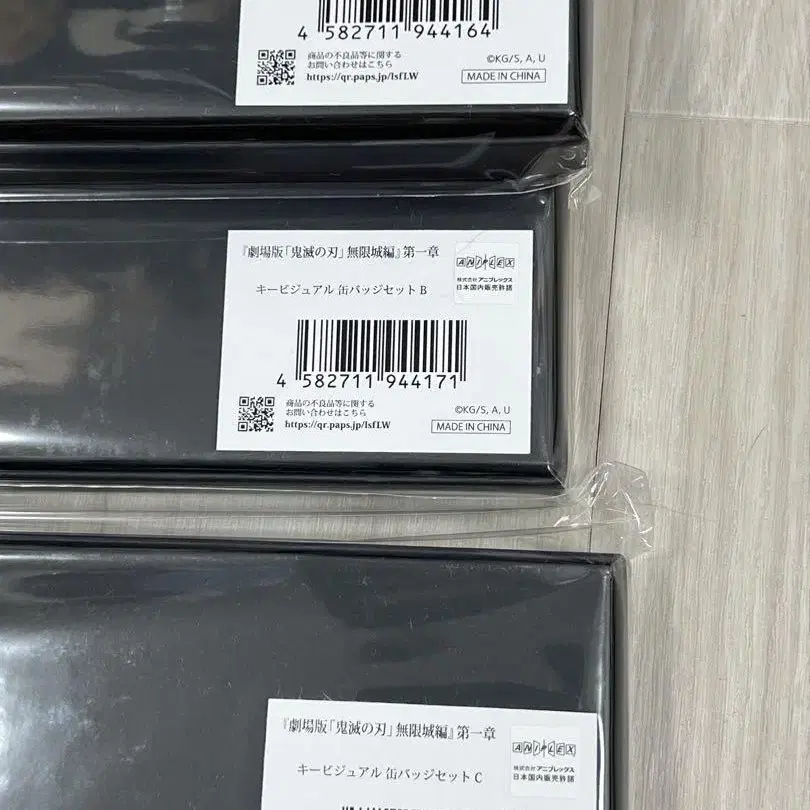 4 582711 944164
商品の不良品等に関する
お問い合わせはこちら
https://qr.paps.jp/lsfLW
©KG/S, A, U
MADE IN CHINA
『劇場版「鬼滅の刃」無限城編』第一章
ANIPLEX
株式会社アニプレックス
日本国内販売許諾
キービジュアル 缶バッジセット B
4 582711 944171
商品の不良品等に関する
お問い合わせはこちら
https://qr.paps.jp/lsfLW
©KG/S, A, U
MADE IN CHINA
『劇場版「鬼滅の刃」無限城編』第一章
ANIPLEX
株式会社アニプレックス
日本国内販売許諾
キービジュアル 缶バッジセット C